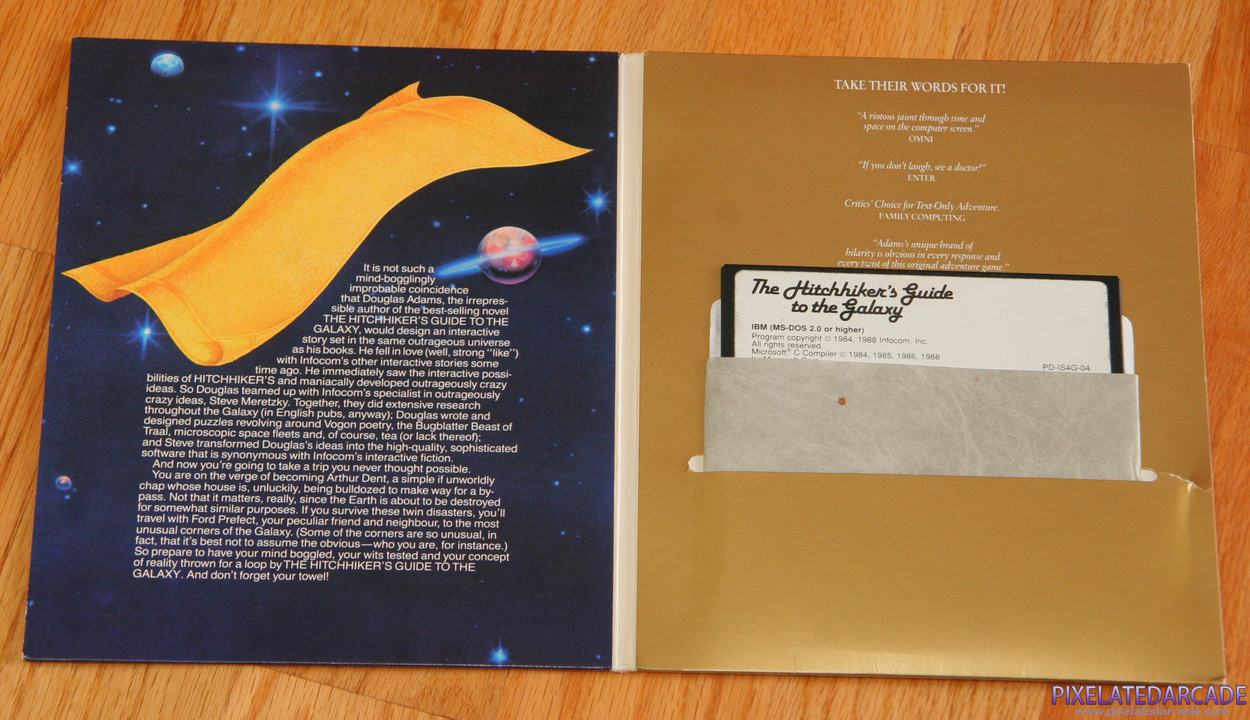 It is not such a
mind-bogglingly
improbable coincidence
that Douglas Adams, the irrepres-
sible author of the best-selling novel
THE HITCHHIKER'S GUIDE TO THE
GALAXY, would design an interactive
story set in the same outrageous universe
as his books. He fell in love (well, strong "like")
with Infocom's other interactive stories some
time ago. He immediately saw the interactive possi-
bilities of HITCHHIKER'S and maniacally developed outrageously crazy
ideas. So Douglas teamed up with Infocom's specialist in outrageously
crazy ideas, Steve Meretzky. Together, they did extensive research
throughout the Galaxy (in English pubs, anyway); Douglas wrote and
designed puzzles revolving around Vogon poetry, the Bugblatter Beast of
Traal, microscopic space fleets and, of course, tea (or lack thereof);
and Steve transformed Douglas's ideas into the high-quality, sophisticated
software that is synonymous with Infocom's interactive fiction.
And now you're going to take a trip you never thought possible.
You are on the verge of becoming Arthur Dent, a simple if unworldly
chap whose house is, unluckily, being bulldozed to make way for a by-
pass. Not that it matters, really, since the Earth is about to be destroyed
for somewhat similar purposes. If you survive these twin disasters, you'll
travel with Ford Prefect, your peculiar friend and neighbour, to the most
unusual corners of the Galaxy. (Some of the corners are so unusual, in
fact, that it's best not to assume the obvious—who you are, for instance.)
So prepare to have your mind boggled, your wits tested and your concept
of reality thrown for a loop by THE HITCHHIKER'S GUIDE TO THE
GALAXY. And don't forget your towel!
TAKE THEIR WORDS FOR IT!
"A riotous jaunt through time and
space on the computer screen."
OMNI
"If you don't laugh, see a doctor!"
ENTER
Critics' Choice for Text-Only Adventure.
FAMILY COMPUTING
"Adams's unique brand of
hilarity is obvious in every response and
every twist of this original adventure game."
The Hitchhiker's Guide
to the Galaxy
IBM (MS-DOS 2.0 or higher)
Program copyright © 1984, 1988 Infocom, Inc.
All rights reserved.
Microsoft® C Compiler © 1984, 1985, 1986, 1988
PD-IS4G-04
PIXELATEDARCADE
www.pixelatedarcade.com